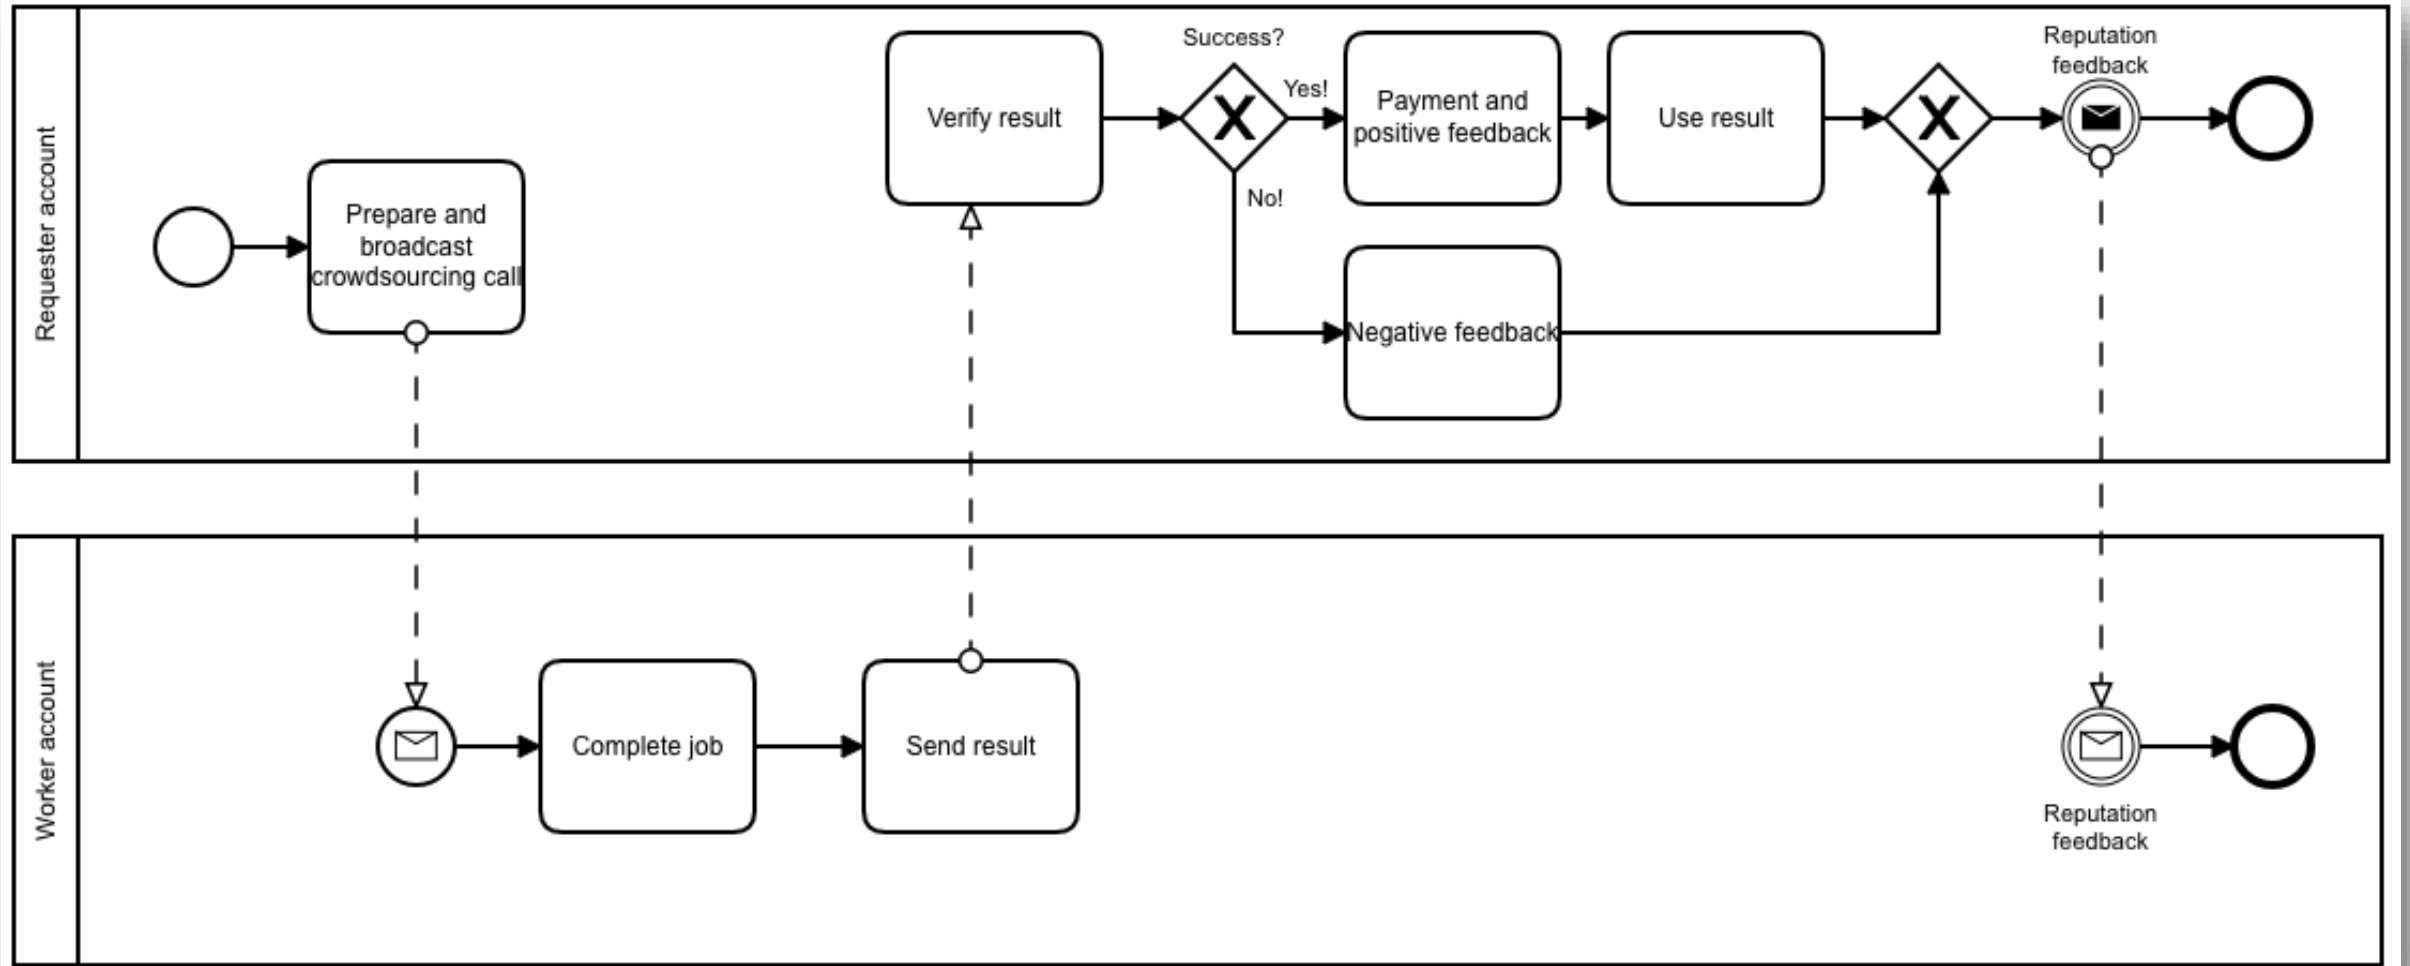 Requester account
Prepare and
broadcast
crowdsourcing call
Verify result
Success?
Yes!
No!
Payment and
positive feedback
Use result
Negative feedback
Reputation
feedback
Worker account
Complete job
Send result
Reputation
feedback